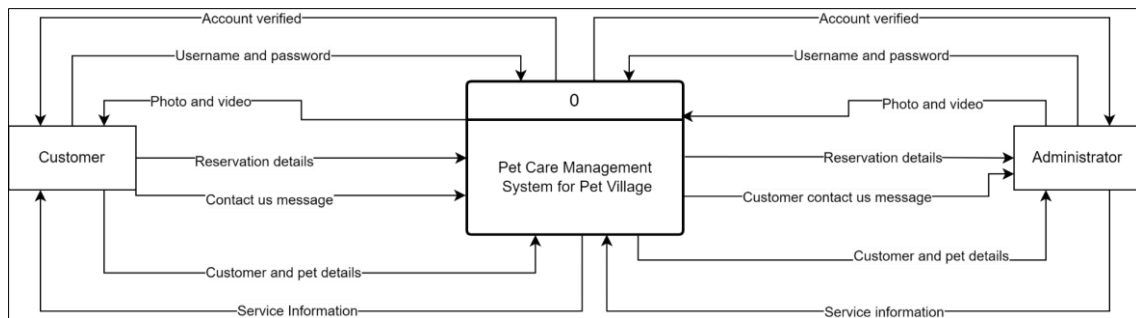 Account verified
Account verified
Username and password
Username and password
Photo and video
0
Photo and video
Customer
Reservation details
Pet Care Management
System for Pet Village
Reservation details
Administrator
Contact us message
Customer contact us message
Customer and pet details
Customer and pet details
Service Information
Service information